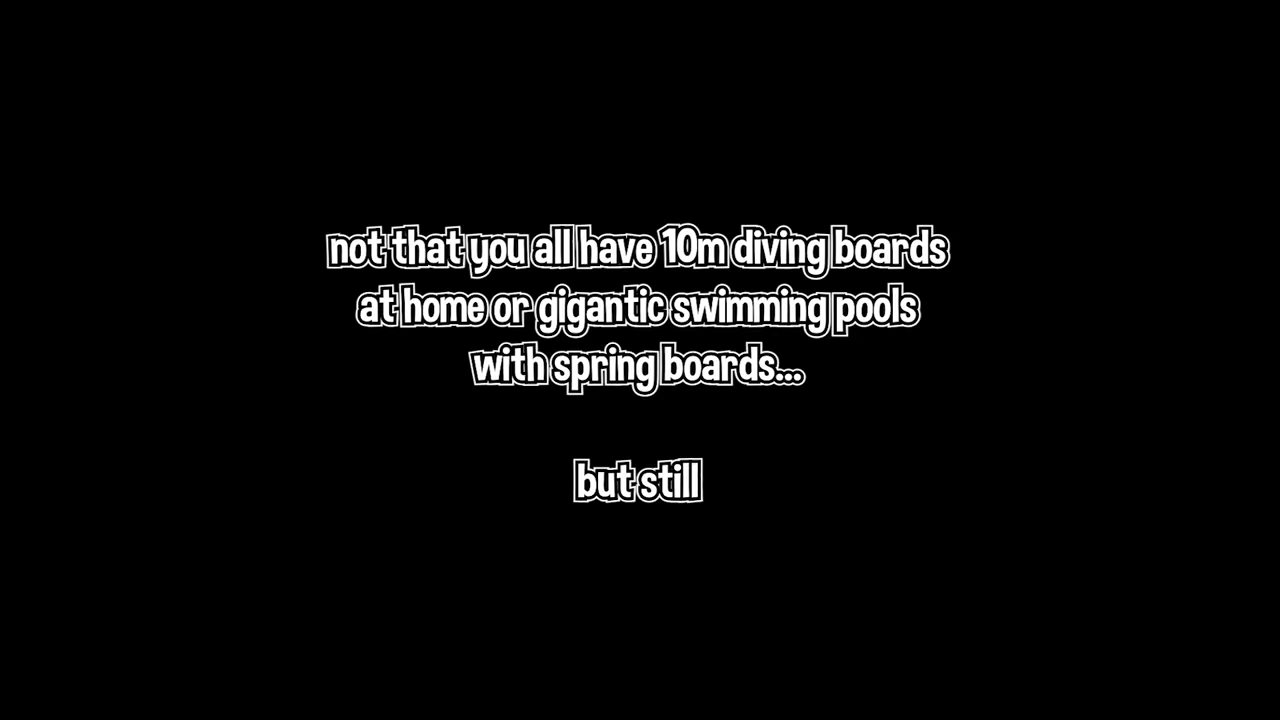 not that you all have 10m diving boards
at home or gigantic swimming pools
with spring boards...
but still